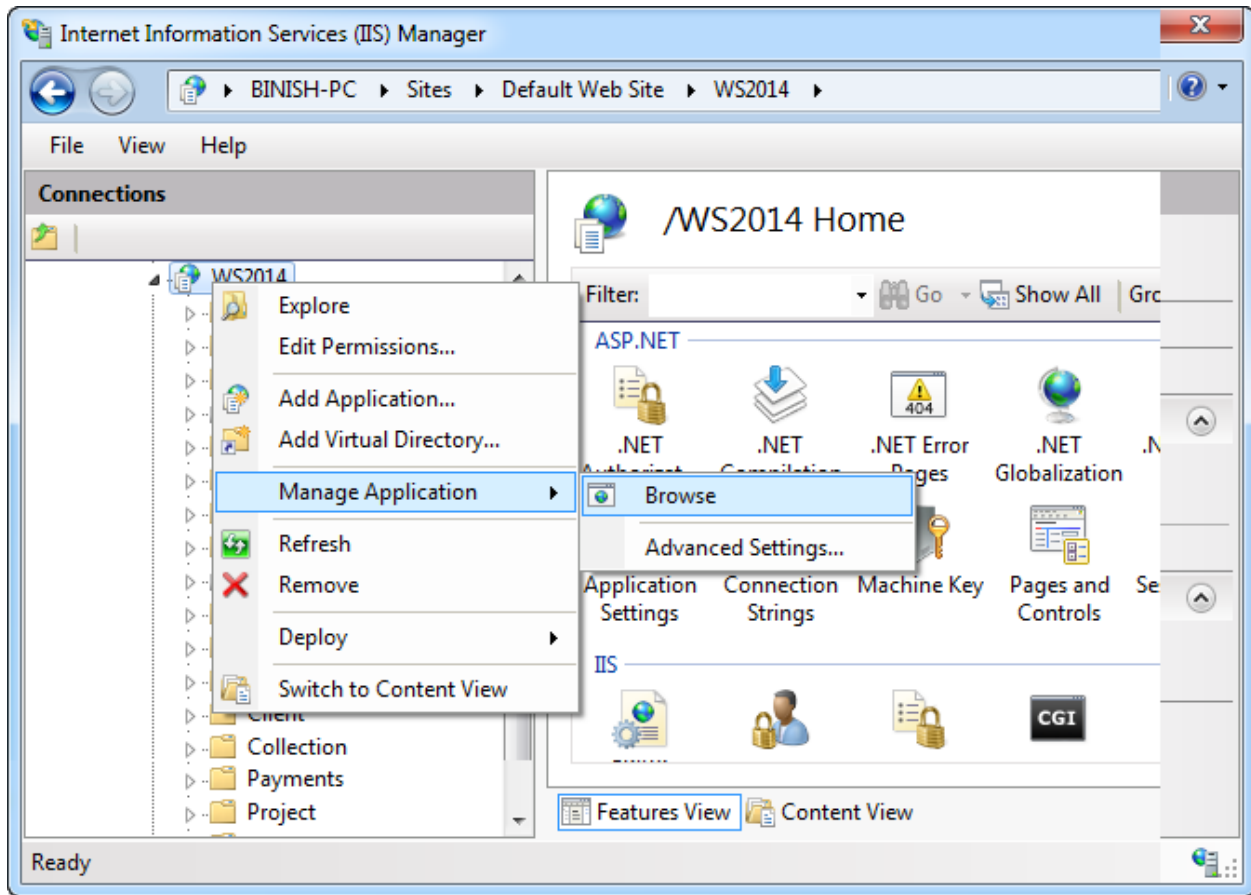 Internet Information Services (IIS) Manager
BINISH-PC Sites Default Web Site WS2014
File View Help
Connections
WS2014
Explore
Edit Permissions...
Add Application...
Add Virtual Directory...
Manage Application
Refresh
Remove
Deploy
Switch to Content View
Client
Collection
Payments
Project
Browse
Advanced Settings...
/WS2014 Home
Filter: Go Show All
ASP.NET
404
.NET .NET .NET Error .NET
Compilation Pages Globalization
Application Connection Machine Key Pages and
Settings Strings Controls
IIS
CGI
Features View Content View
Ready